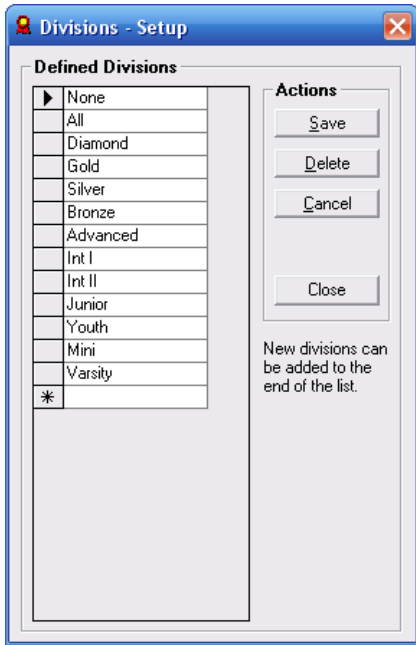 Divisions - Setup
Defined Divisions
None
All
Diamond
Gold
Silver
Bronze
Advanced
Int I
Int II
Junior
Youth
Mini
Varsity
Actions
Save
Delete
Cancel
Close
New divisions can
be added to the
end of the list.